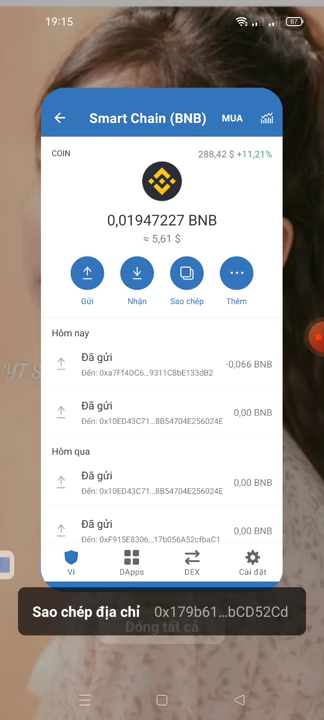 19:15
87
Smart Chain (BNB)
MUA
COIN
288,42 $ +11,21%
0,01947227 BNB
≈ 5,61 $
Gửi
Nhận
Sao chép
Thêm
Hôm nay
Đã gửi
-0,066 BNB
Đến: 0xa7Ff4DC6...9311C8bE133dB2
Đã gửi
0,00 BNB
Đến: 0x10ED43C71...8B54704E256024E
Hôm qua
Đã gửi
0,00 BNB
Đến: 0x10ED43C71...8B54704E256024E
Đã gửi
0,00 BNB
Đến: 0xF915E8306...17b056A52cfbaC1
YT S
Ví
DApps
DEX
Cài đặt
Sao chép địa chỉ 0x179b61...bCD52Cd
Đóng tất cả